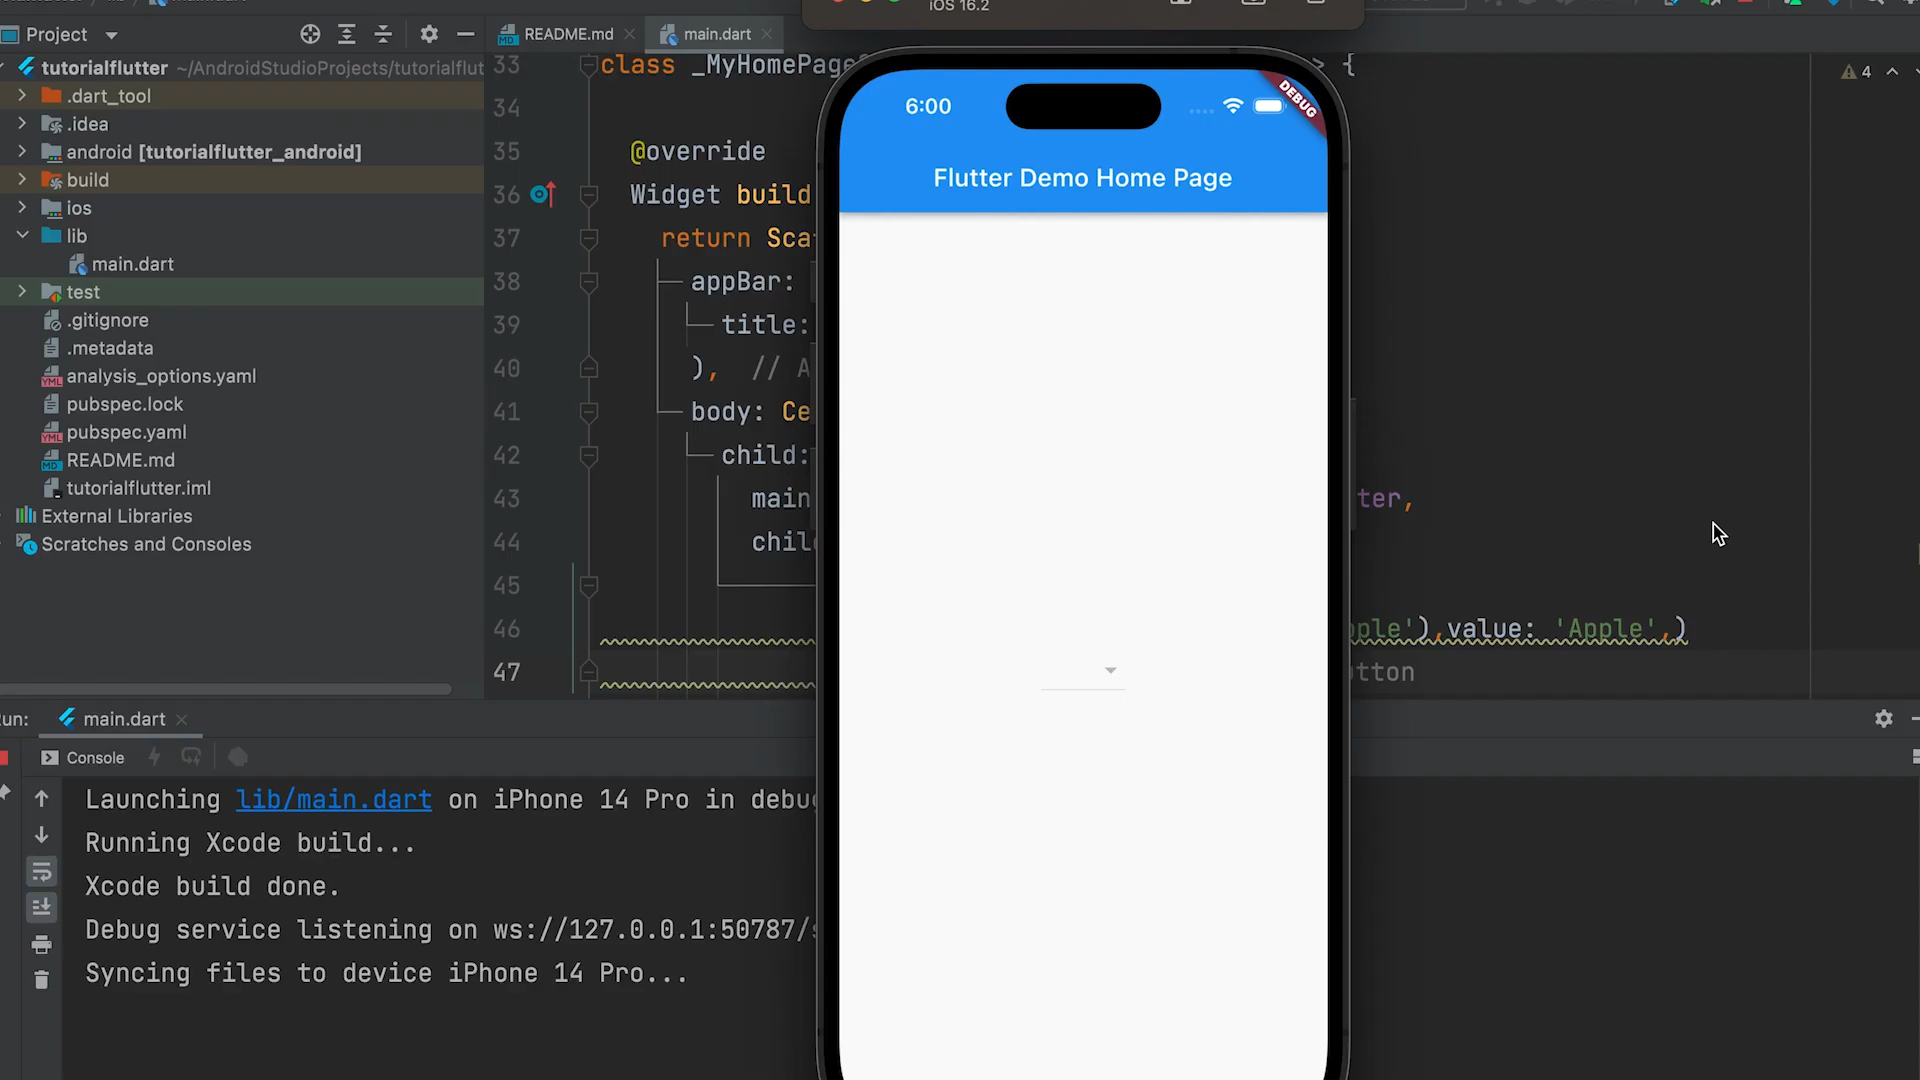 iOS 16.2
Project
README.md
main.dart
tutorialflutter ~/AndroidStudioProjects/tutorialflut
.dart_tool
.idea
android [tutorialflutter_android]
build
ios
lib
main.dart
test
.gitignore
.metadata
analysis_options.yaml
pubspec.lock
pubspec.yaml
README.md
tutorialflutter.iml
External Libraries
Scratches and Consoles
33 class _MyHomePage > {
34
35 @override
36 Widget build
37 return Sca
38 appBar:
39 title:
40 ), // A
41 body: Ce
42 child:
43 main ter,
44 chil
45
46 ple'),value: 'Apple',)
47 tton
4
6:00
DEBUG
Flutter Demo Home Page
un:
main.dart
Console
Launching lib/main.dart on iPhone 14 Pro in debu
Running Xcode build...
Xcode build done.
Debug service listening on ws://127.0.0.1:50787/
Syncing files to device iPhone 14 Pro...